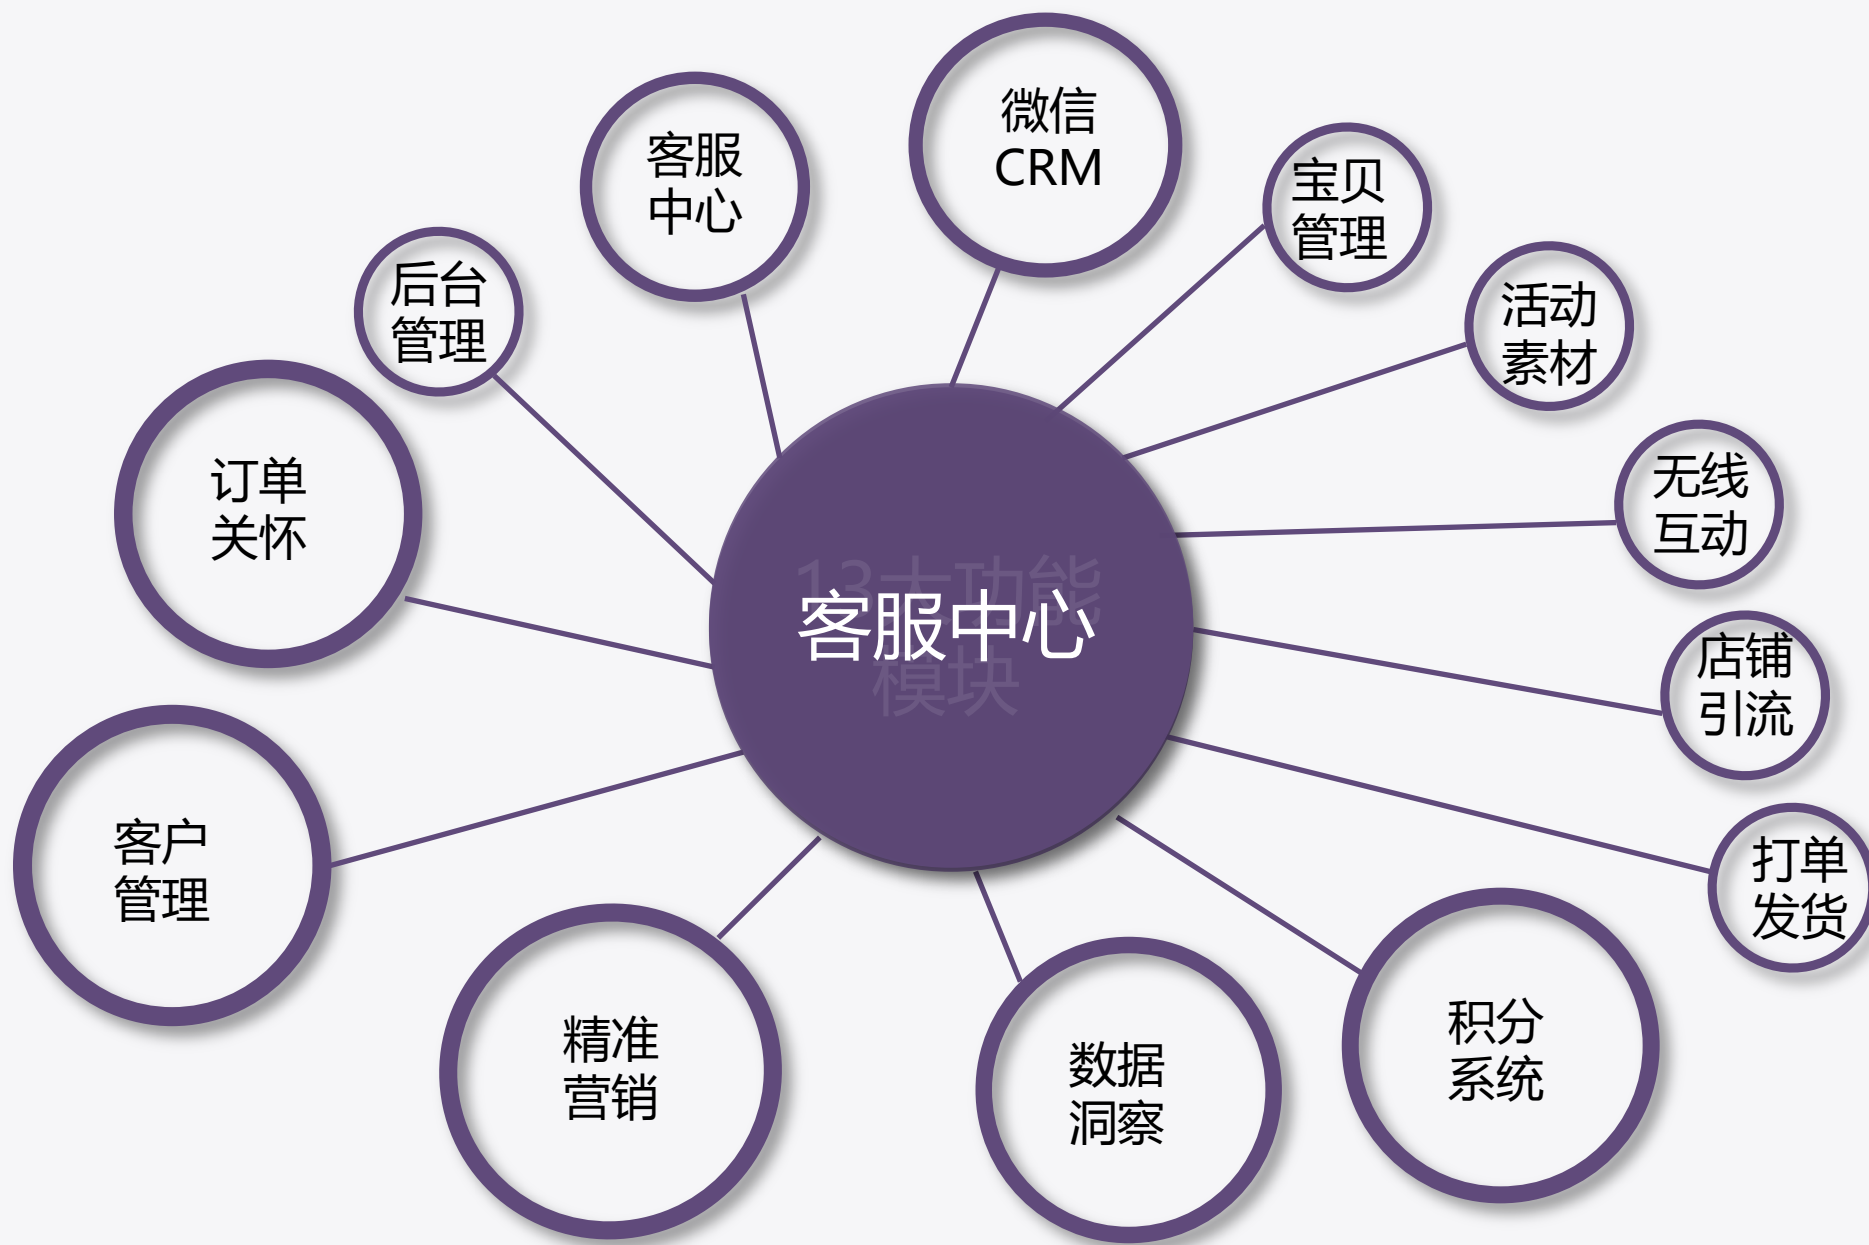 微信
CRM
客服
中心
宝贝
管理
后台
管理
活动
素材
订单
关怀
无线
互动
13大功能
模块
客服中心
店铺
引流
客户
管理
打单
发货
精准
营销
数据
洞察
积分
系统